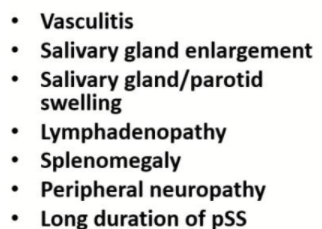 • Vasculitis
• Salivary gland enlargement
• Salivary gland/parotid
swelling
• Lymphadenopathy
• Splenomegaly
• Peripheral neuropathy
• Long duration of pSS